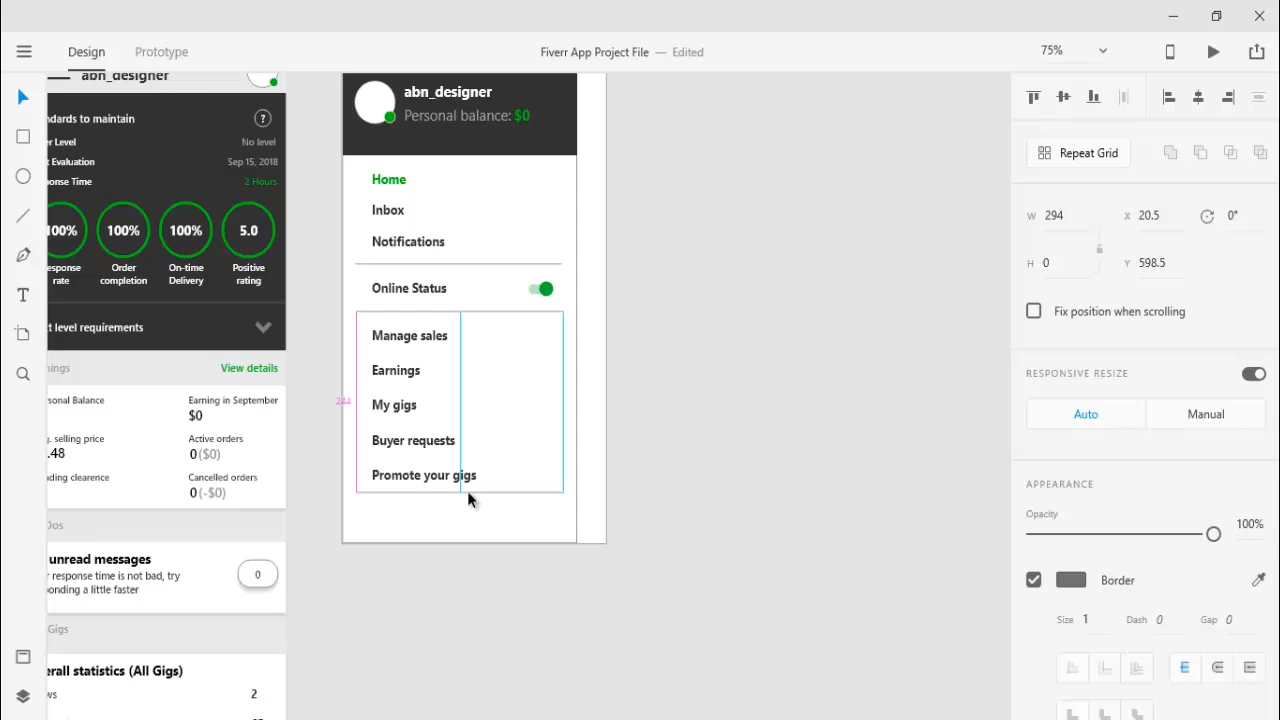 Design
Prototype
Fiverr App Project File — Edited
75%
abn_designer
ndards to maintain
?
er Level
No level
t Evaluation
Sep 15, 2018
ponse Time
2 Hours
100%
100%
100%
5.0
esponse
rate
Order
completion
On-time
Delivery
Positive
rating
t level requirements
nings
View details
sonal Balance
Earning in September
$0
g. selling price
.48
Active orders
0 ($0)
ding clearence
Cancelled orders
0 (-$0)
Dos
unread messages
r response time is not bad, try
onding a little faster
0
Gigs
erall statistics (All Gigs)
ws
2
abn_designer
Personal balance: $0
Home
Inbox
Notifications
Online Status
Manage sales
Earnings
My gigs
Buyer requests
Promote your gigs
244
Repeat Grid
W 294
X 20.5
0°
H 0
Y 598.5
Fix position when scrolling
RESPONSIVE RESIZE
Auto
Manual
APPEARANCE
Opacity
100%
Border
Size 1
Dash 0
Gap 0